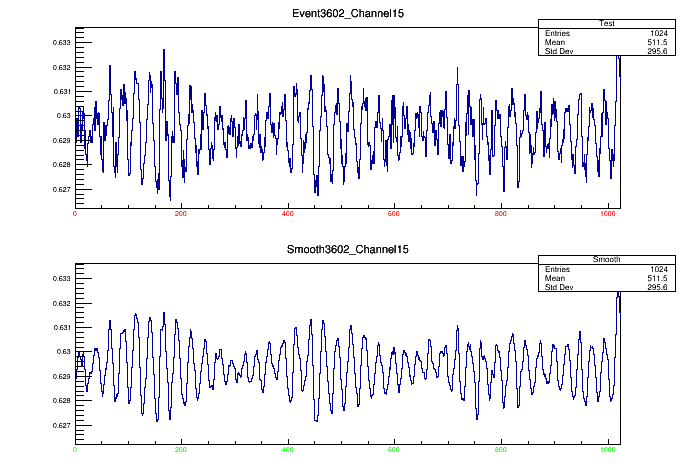 Event3602_Channel15
Test
Entries 1024
Mean 511.5
Std Dev 295.6
0.633
0.632
0.631
0.63
0.629
0.628
0.627
0 200 400 600 800 1000
Smooth3602_Channel15
Smooth
Entries 1024
Mean 511.5
Std Dev 295.6
0.633
0.632
0.631
0.63
0.629
0.628
0.627
0 200 400 600 800 1000